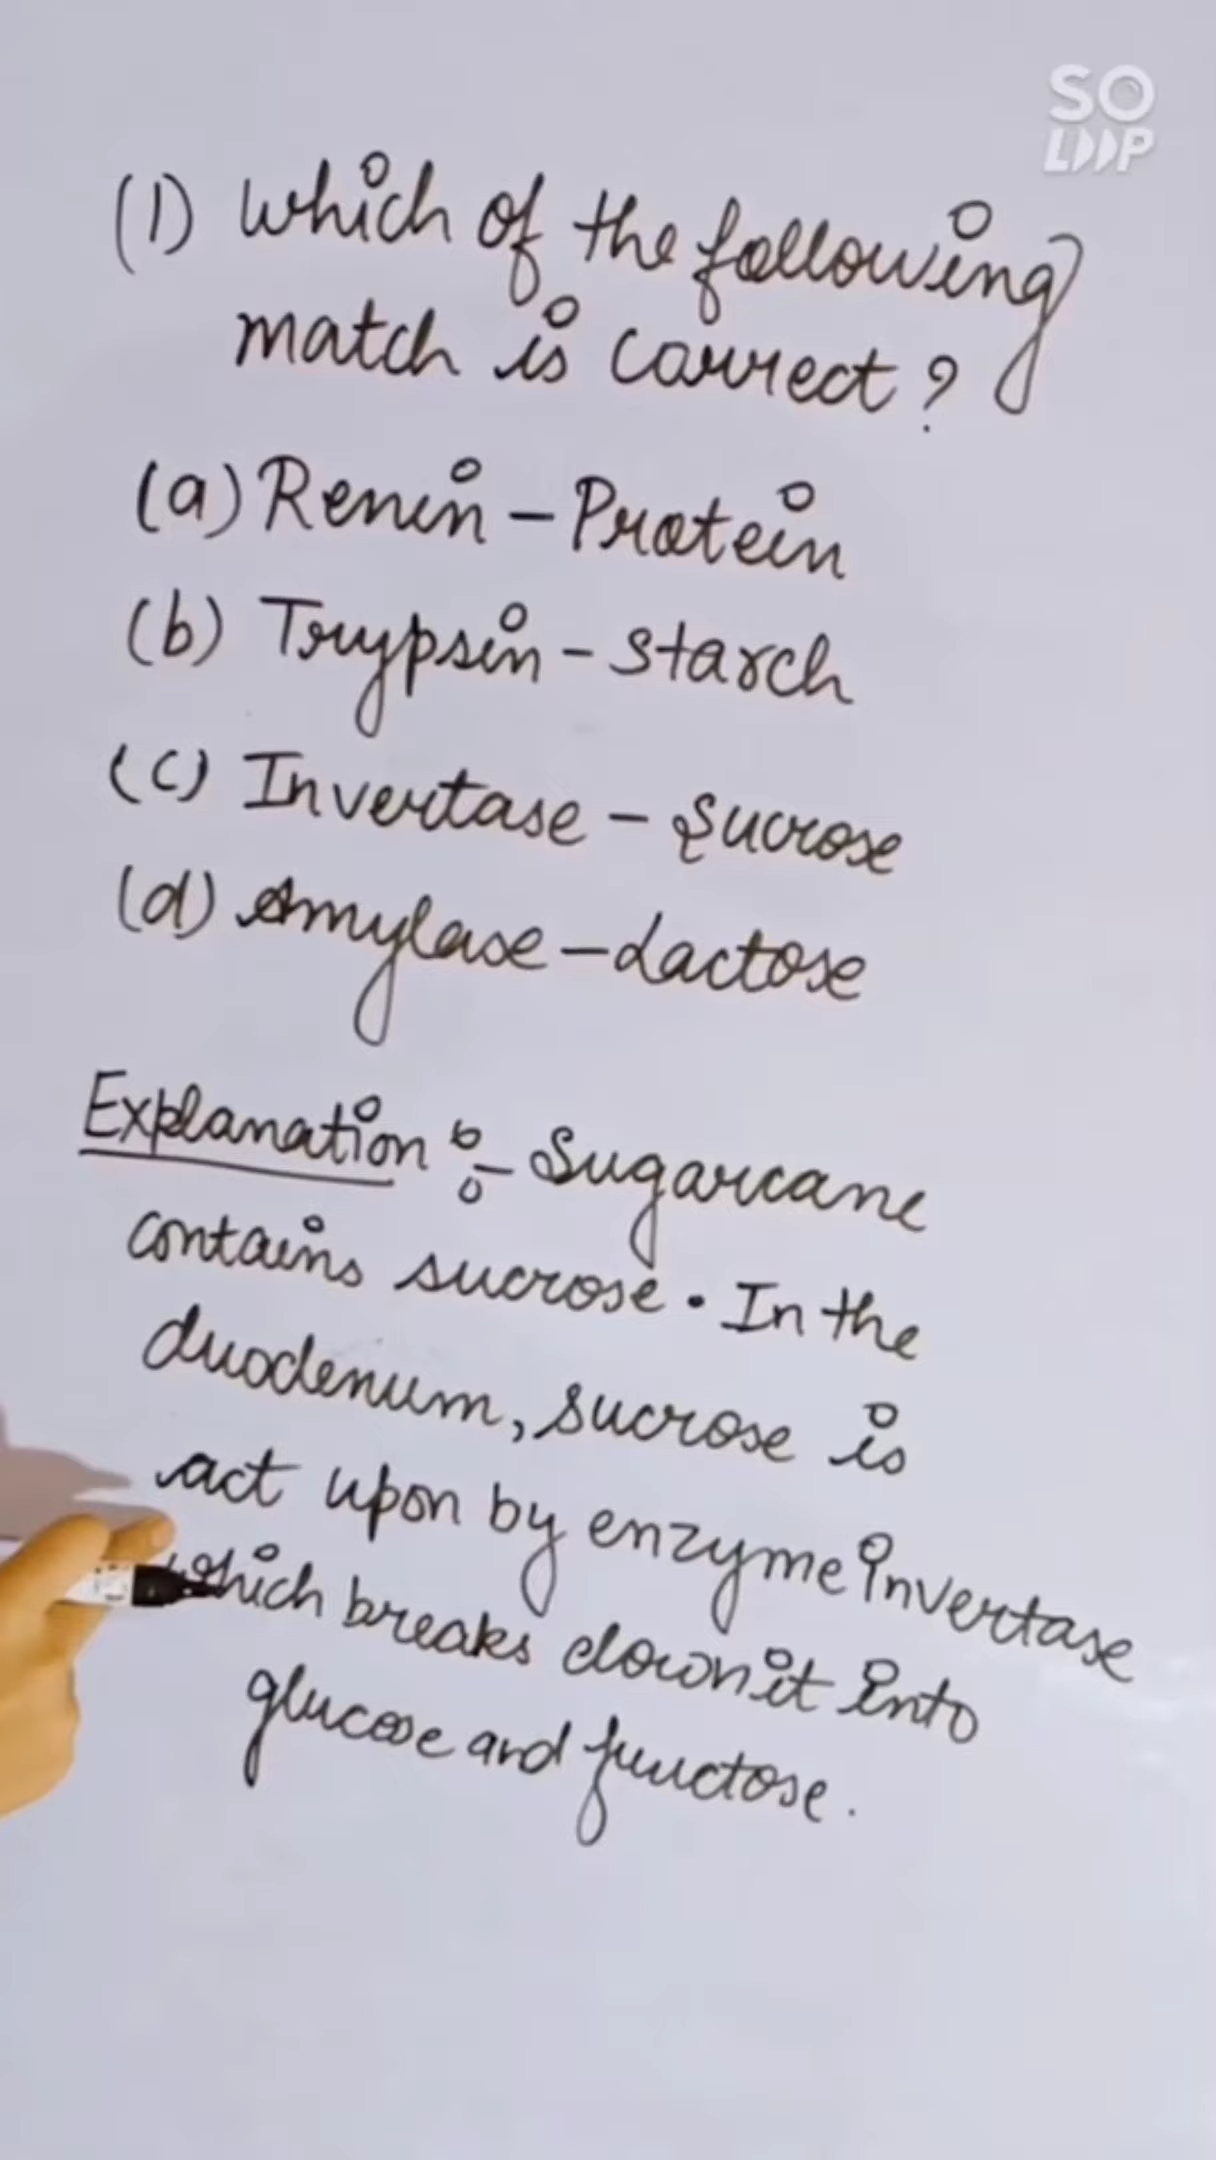 SO
LOOP
(1) Which of the following
match is correct?
(a) Renin - Protein
(b) Trypsin - starch
(c) Invertase - Sucrose
(d) Amylase - Lactose
Explanation :- Sugarcane
contains sucrose. In the
duodenum, sucrose is
act upon by enzyme invertase
which breaks down it into
glucose and fructose.